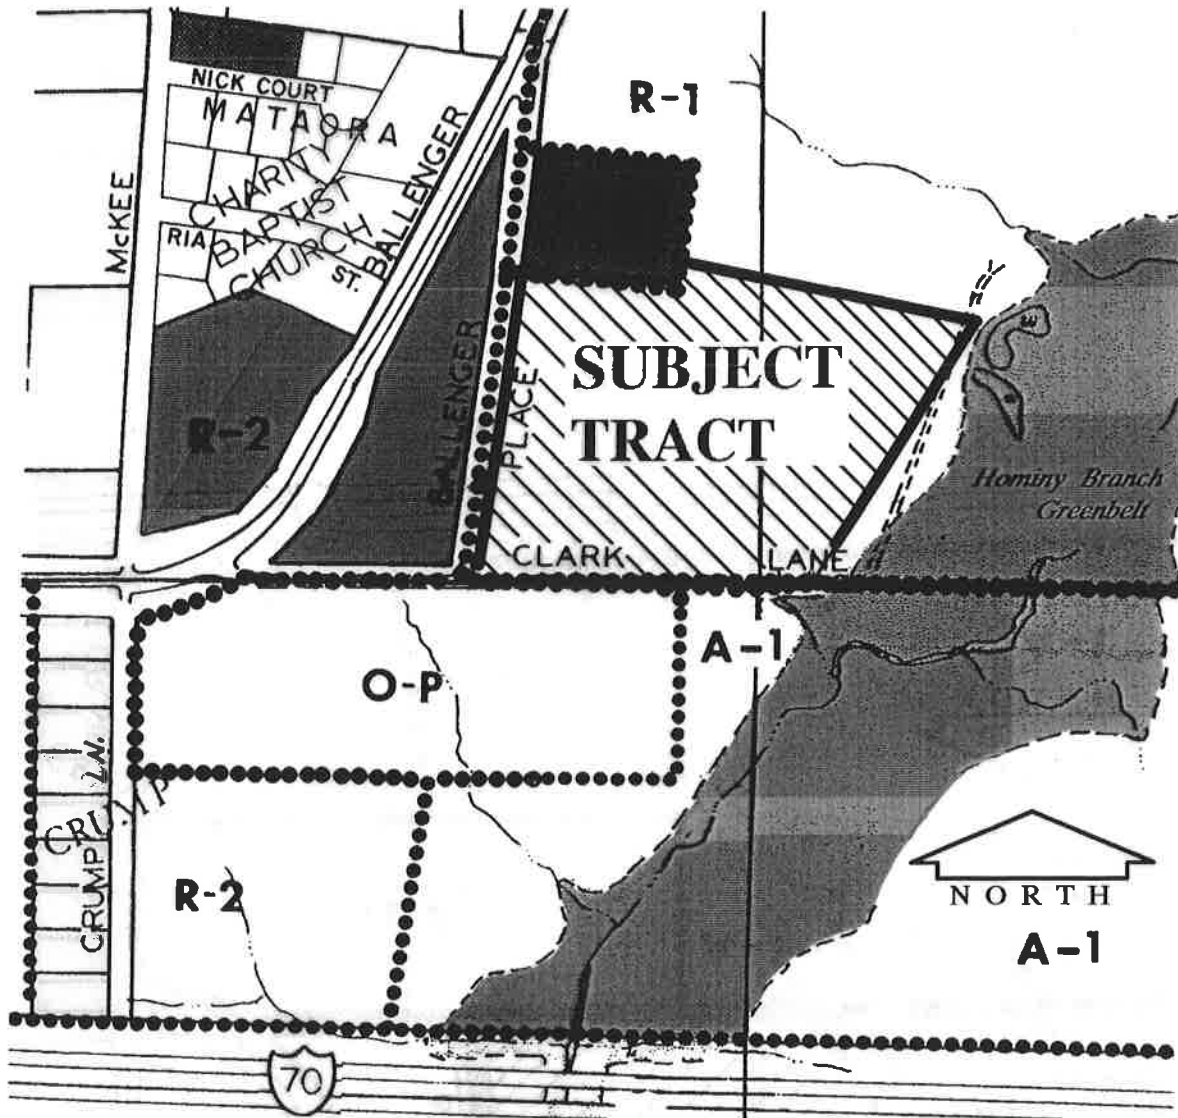 R-1
NICK COURT
MATAORA
McKEE
CHARITY
BAPTIST
CHURCH
BALLENGER
RIA
ST.
SUBJECT
TRACT
BALLENGER
PLACE
R-2
Hominy Branch
Greenbelt
CLARK
LANE
A-1
O-P
CRUMP
CRUMP LN.
R-2
NORTH
A-1
70